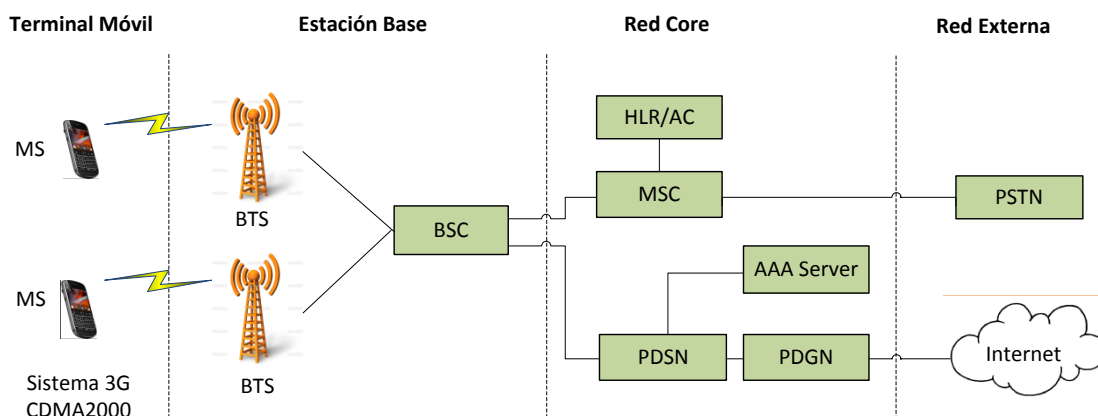 Terminal Móvil
Estación Base
Red Core
Red Externa
HLR/AC
MS
MSC
PSTN
BTS
BSC
AAA Server
MS
PDSN
PDGN
Internet
BTS
Sistema 3G
CDMA2000